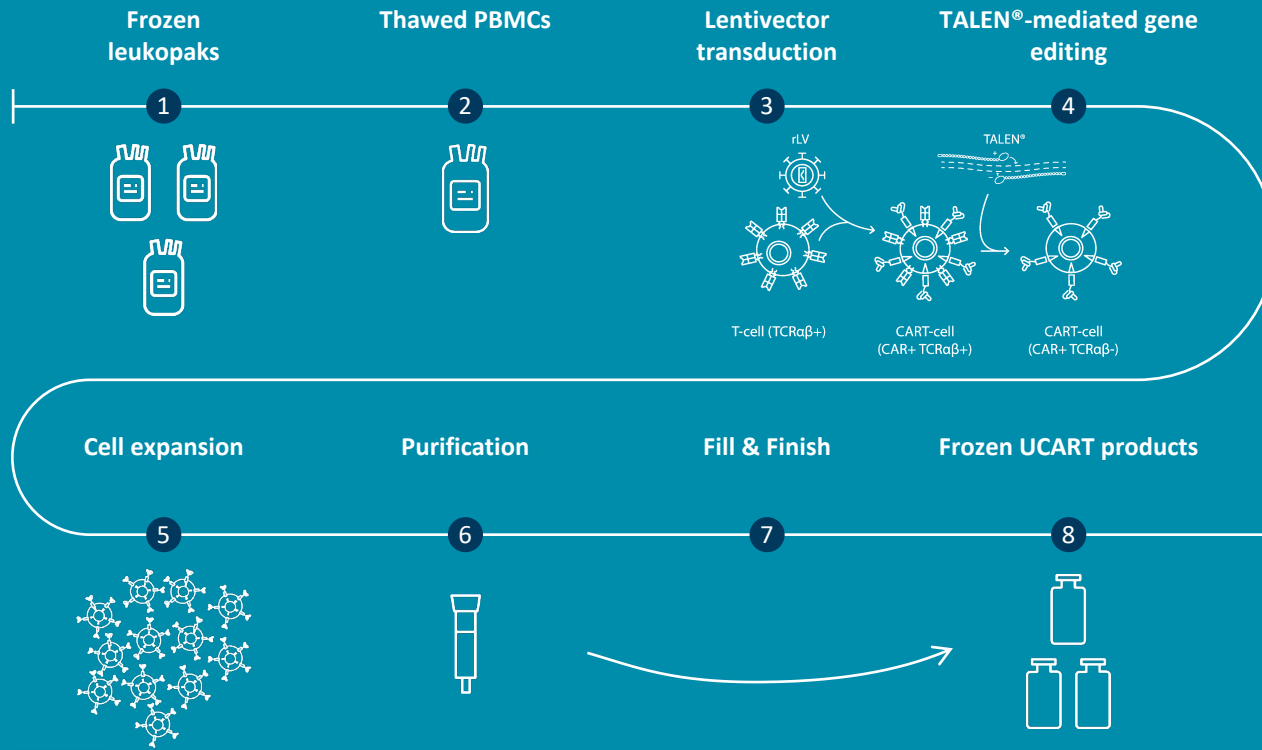 Frozen
leukopaks
Thawed PBMCs
Lentivector
transduction
TALEN®-mediated gene
editing
1
2
3
4
rLV
TALEN®
+
-
T-cell (TCRαβ+)
CART-cell
(CAR+ TCRαβ+)
CART-cell
(CAR+ TCRαβ-)
Cell expansion
Purification
Fill & Finish
Frozen UCART products
5
6
7
8